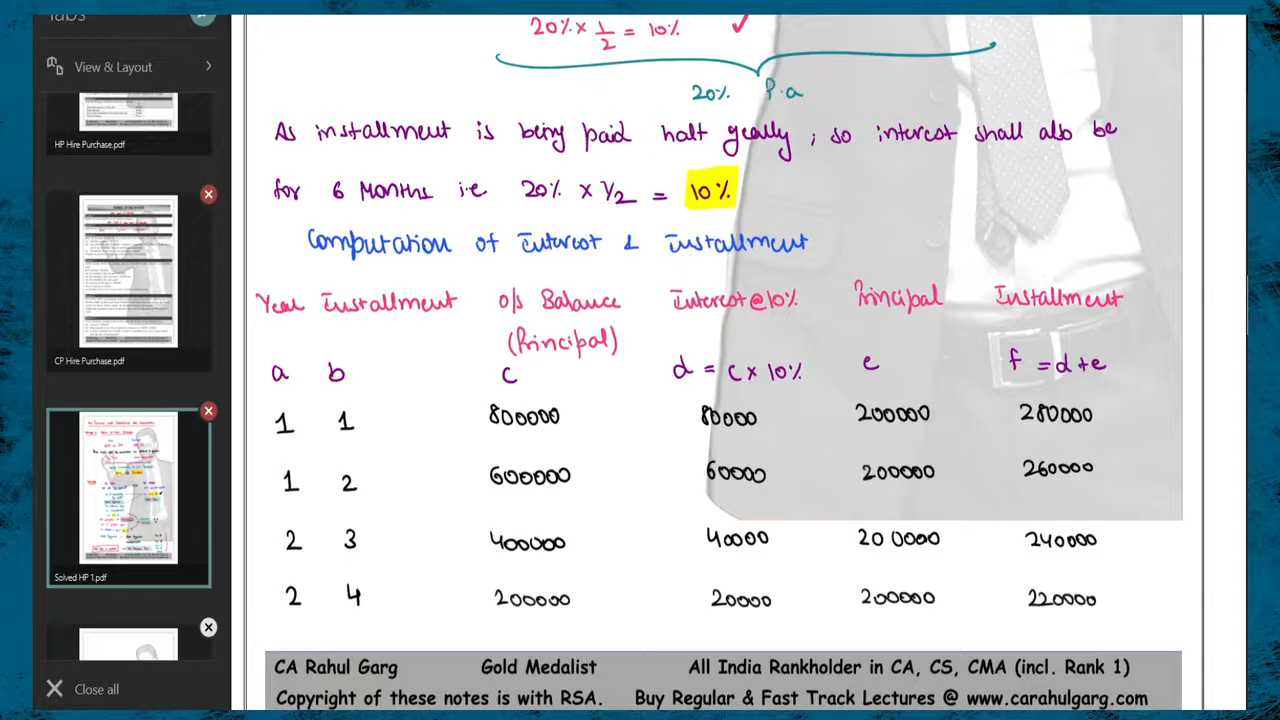 Tabs
View & Layout
HP Hire Purchase.pdf
CP Hire Purchase.pdf
Solved HP 1.pdf
Close all
20% × 1/2 = 10% ✓
20% P.a
As installment is being paid half yearly, so interest shall also be
for 6 Months i.e 20% × 1/2 = 10%
Computation of Interest & Installment
Year Installment O/s Balance Interest@10% Principal Installment
(Principal)
a b c d = c × 10% e f = d + e
1 1 800000 80000 200000 280000
1 2 600000 60000 200000 260000
2 3 400000 40000 200000 240000
2 4 200000 20000 200000 220000
CA Rahul Garg Gold Medalist All India Rankholder in CA, CS, CMA (incl. Rank 1)
Copyright of these notes is with RSA. Buy Regular & Fast Track Lectures @ www.carahulgarg.com